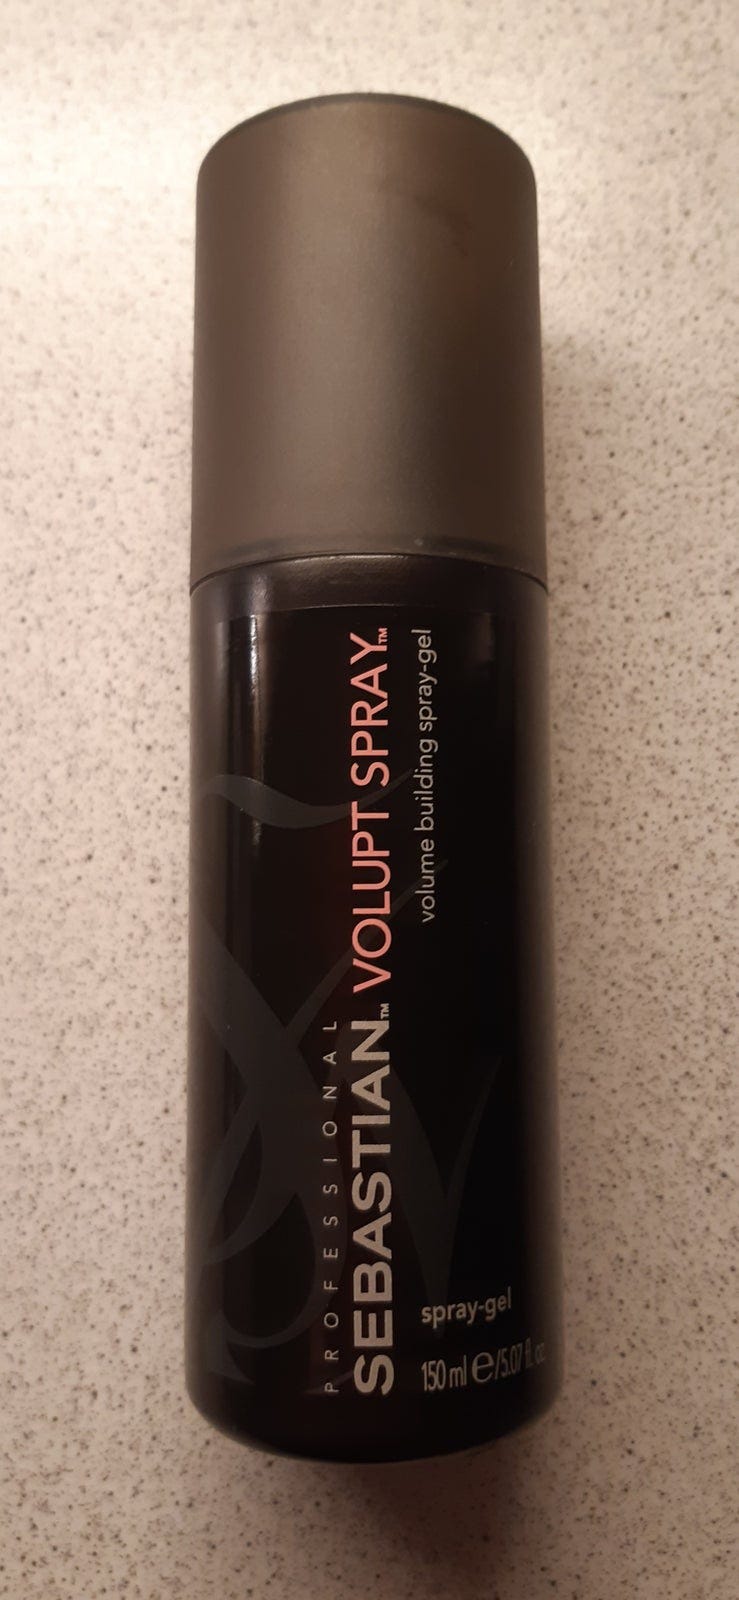 PROFESSIONAL
SEBASTIAN™ VOLUPT SPRAY™
volume building spray-gel
spray-gel
150 ml e/5.07 fl. oz